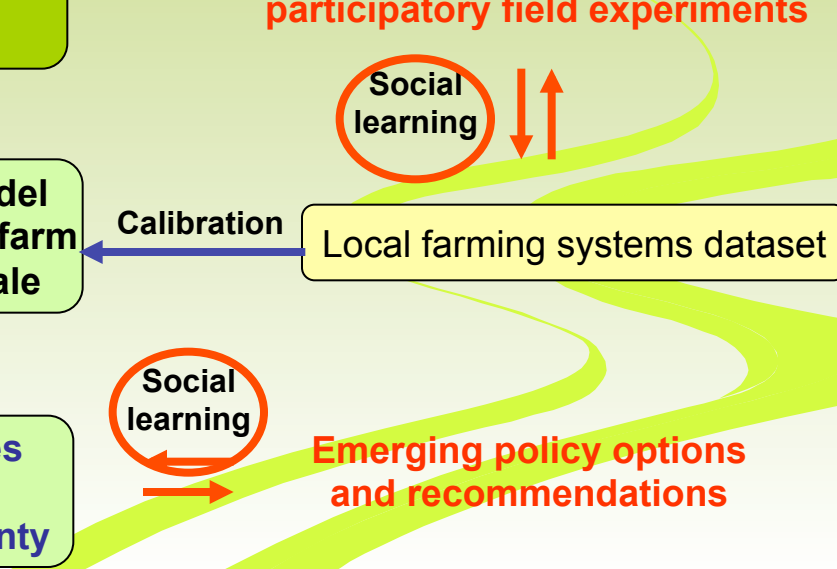 participatory field experiments
Social
learning
del
farm
ale
Calibration
Local farming systems dataset
Social
learning
es
nty
Emerging policy options
and recommendations